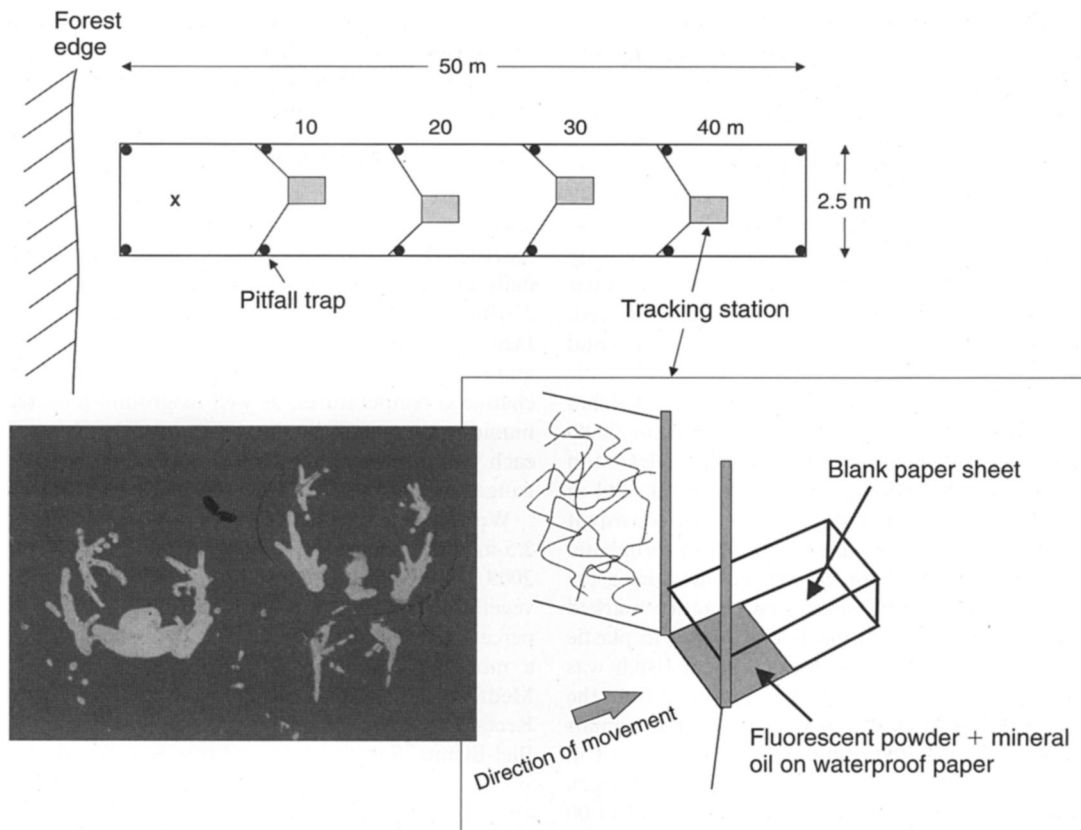 Forest
edge
50 m
10
20
30
40 m
x
2.5 m
Pitfall trap
Tracking station
Blank paper sheet
Direction of movement
Fluorescent powder + mineral
oil on waterproof paper